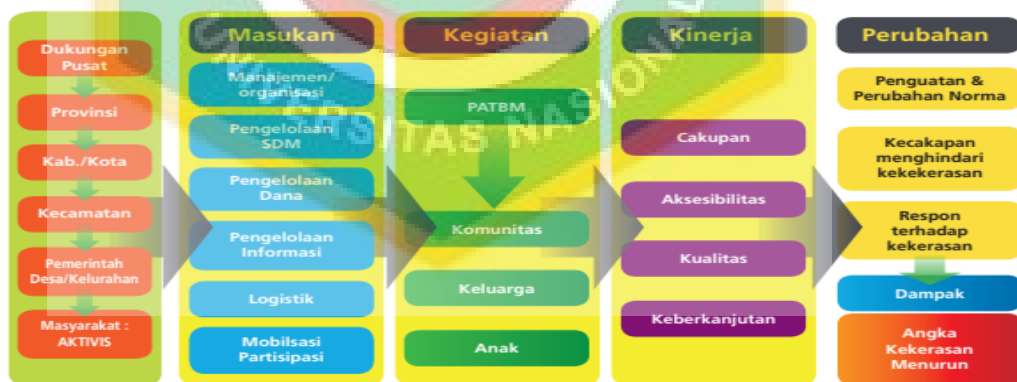 Dukungan
Pusat
Provinsi
Kab./Kota
Kecamatan
Pemerintah
Desa/Kelurahan
Masyarakat :
AKTIVIS
Masukan
Manajemen/
organisasi
Pengelolaan
SDM
Pengelolaan
Dana
Pengelolaan
Informasi
Logistik
Mobilsasi
Partisipasi
Kegiatan
PATBM
Komunitas
Keluarga
Anak
Kinerja
Cakupan
Aksesibilitas
Kualitas
Keberkanjutan
Perubahan
Penguatan &
Perubahan Norma
Kecakapan
menghindari
kekekerasan
Respon
terhadap
kekerasan
Dampak
Angka
Kekerasan
Menurun
UNIVERSITAS NASIONAL